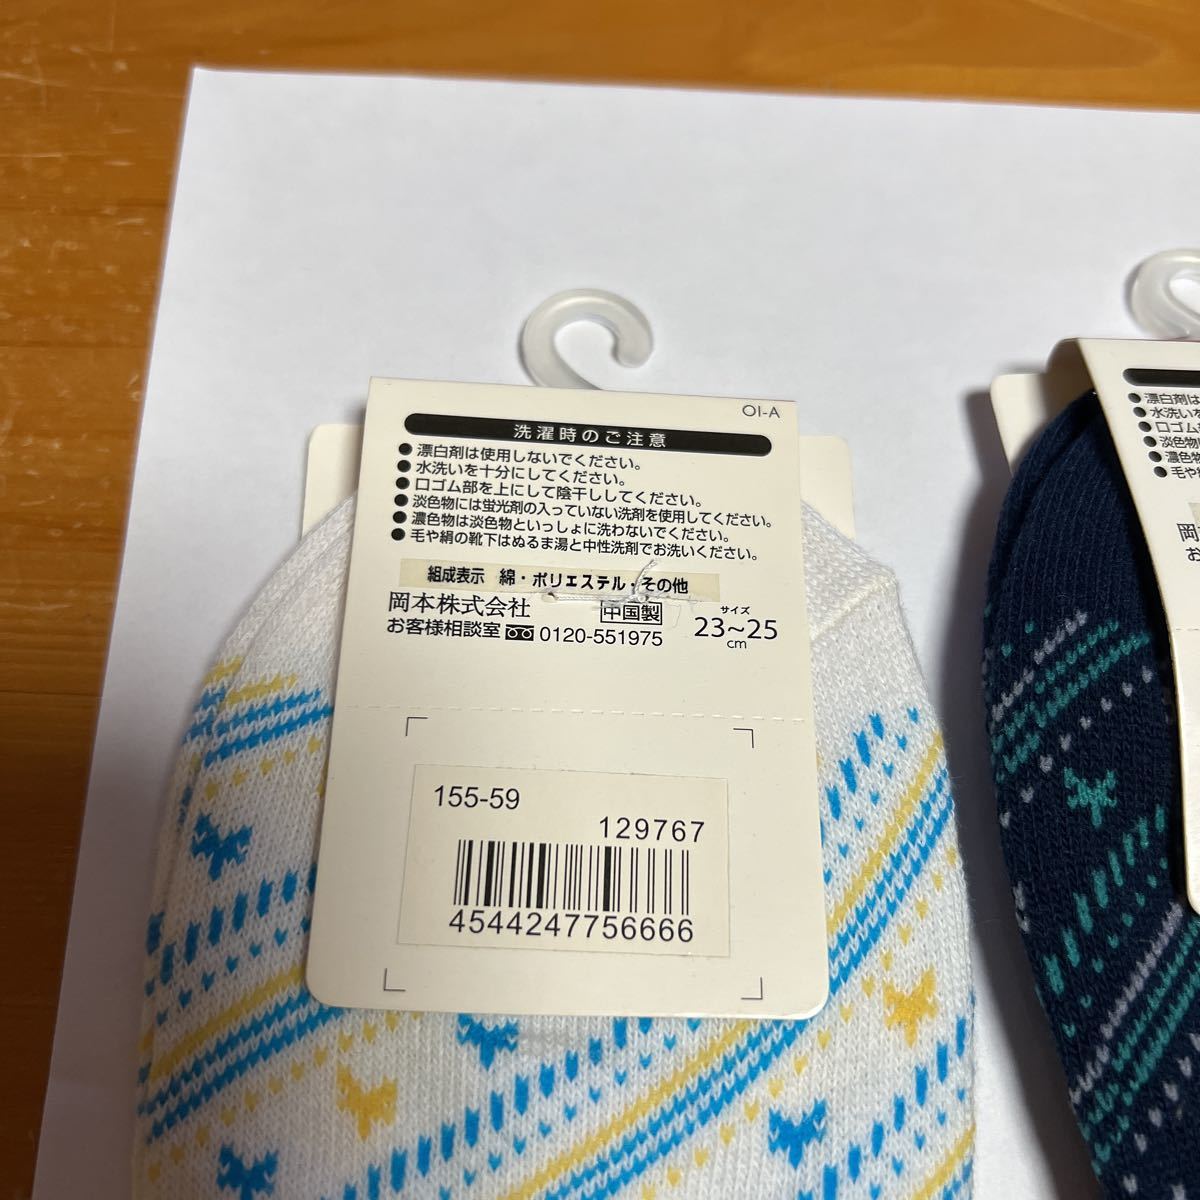 OI-A
洗濯時のご注意
●漂白剤は使用しないでください。
●水洗いを十分にしてください。
●口ゴム部を上にして陰干ししてください。
●淡色物には蛍光剤の入っていない洗剤を使用してください。
●濃色物は淡色物といっしょに洗わないでください。
●毛や絹の靴下はぬるま湯と中性洗剤でお洗いください。
組成表示 綿・ポリエステル・その他
岡本株式会社 中国製 サイズ
お客様相談室 0120-551975 23~25
cm
155-59
129767
4544247756666
●漂白剤は
●水洗いを
●口ゴム部
●淡色物
●濃色物
●毛や
岡
お